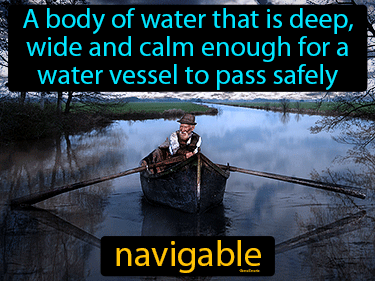 A body of water that is deep,
wide and calm enough for a
water vessel to pass safely
navigable